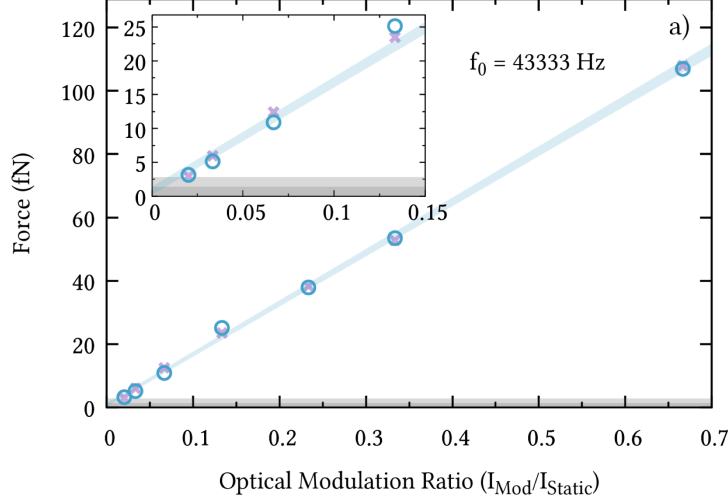 a)
f₀ = 43333 Hz
Force (fN)
120
100
80
60
40
20
0
25
20
15
10
5
0
0 0.05 0.1 0.15
0 0.1 0.2 0.3 0.4 0.5 0.6 0.7
Optical Modulation Ratio (I_Mod/I_Static)